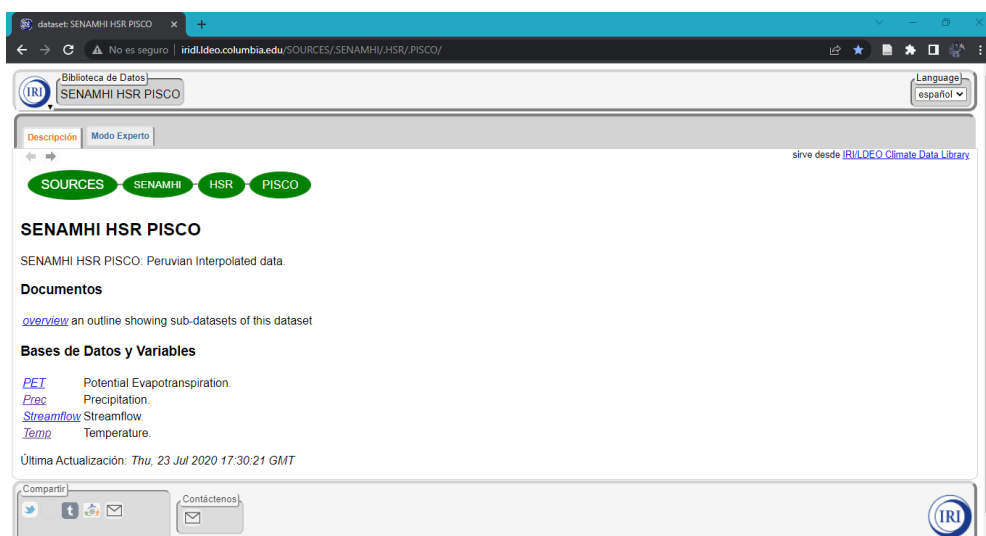 dataset: SENAMHI HSR PISCO
No es seguro | iridl.ldeo.columbia.edu/SOURCES/.SENAMHI/.HSR/.PISCO/
IRI
Biblioteca de Datos
SENAMHI HSR PISCO
Language
español
Descripción Modo Experto
sirve desde IRI/LDEO Climate Data Library
SOURCES SENAMHI HSR PISCO
SENAMHI HSR PISCO
SENAMHI HSR PISCO: Peruvian Interpolated data.
Documentos
overview an outline showing sub-datasets of this dataset
Bases de Datos y Variables
PET Potential Evapotranspiration.
Prec Precipitation.
Streamflow Streamflow.
Temp Temperature.
Última Actualización: Thu, 23 Jul 2020 17:30:21 GMT
Compartir
t
Contáctenos
IRI